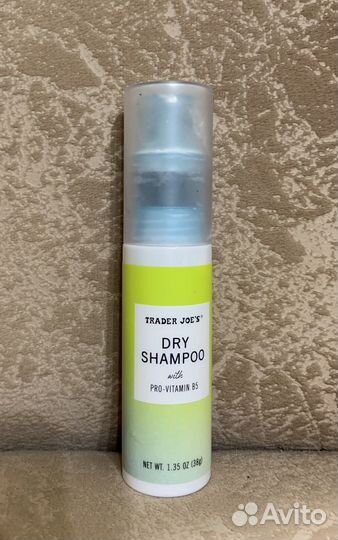 TRADER JOE'S®
DRY
SHAMPOO
with
PRO-VITAMIN B5
NET WT. 1.35 OZ (38g)
Avito